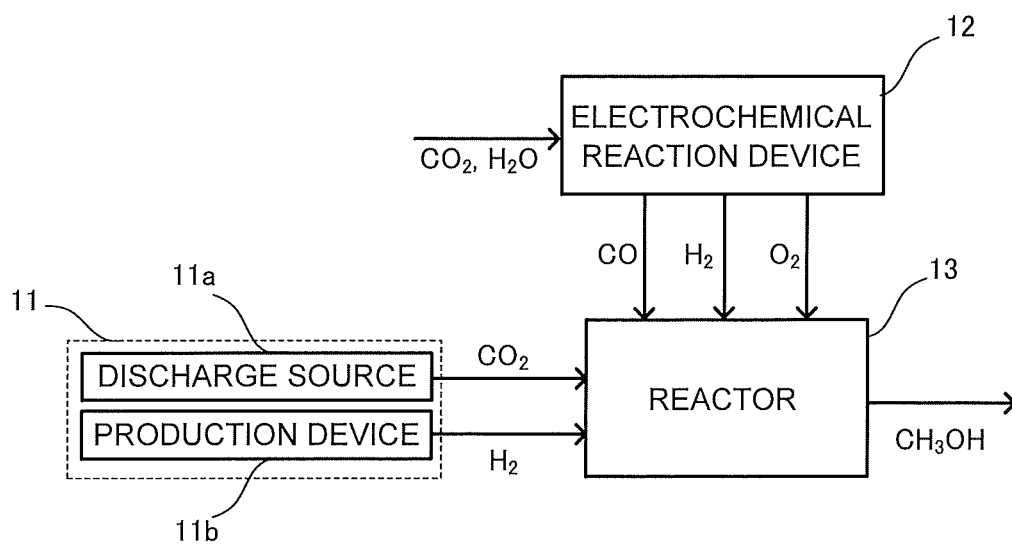 12
ELECTROCHEMICAL
REACTION DEVICE
CO₂, H₂O
CO
H₂
O₂
13
11a
11
DISCHARGE SOURCE
CO₂
REACTOR
PRODUCTION DEVICE
H₂
CH₃OH
11b